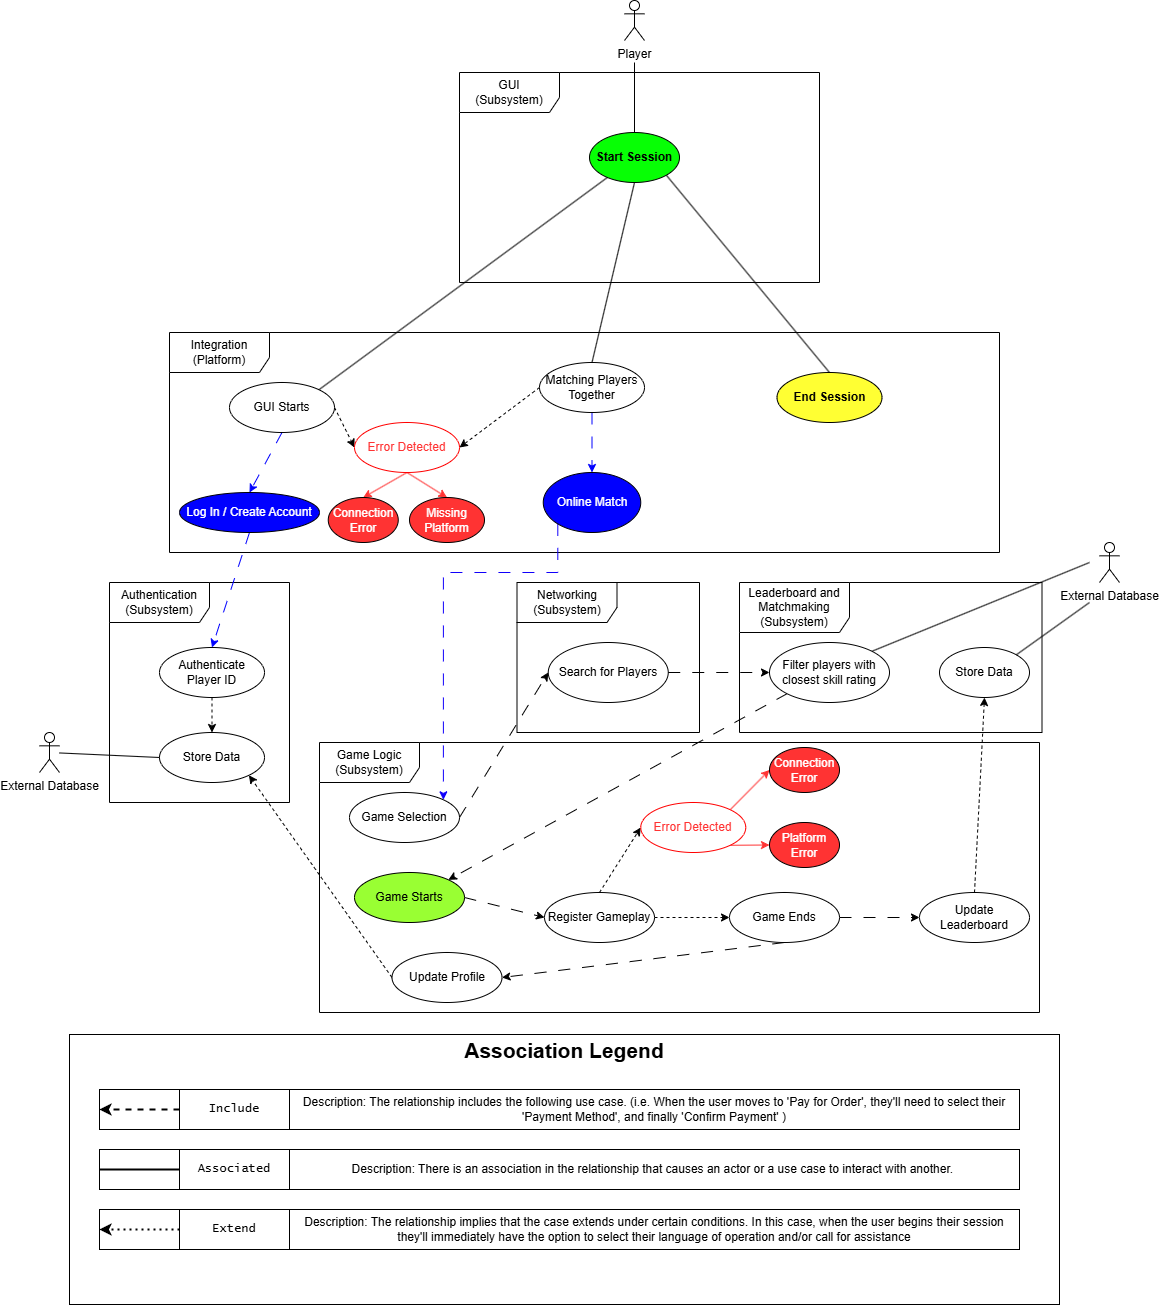 Player
GUI
(Subsystem)
Start Session
Integration
(Platform)
GUI Starts
Matching Players
Together
End Session
Error Detected
Log In / Create Account
Connection
Error
Missing
Platform
Online Match
Authentication
(Subsystem)
Networking
(Subsystem)
Leaderboard and
Matchmaking
(Subsystem)
External Database
Authenticate
Player ID
Search for Players
Filter players with
closest skill rating
Store Data
Store Data
External Database
Game Logic
(Subsystem)
Connection
Error
Game Selection
Error Detected
Platform
Error
Game Starts
Register Gameplay
Game Ends
Update
Leaderboard
Update Profile
Association Legend
Include
Description: The relationship includes the following use case. (i.e. When the user moves to 'Pay for Order', they'll need to select their
'Payment Method', and finally 'Confirm Payment' )
Associated
Description: There is an association in the relationship that causes an actor or a use case to interact with another.
Extend
Description: The relationship implies that the case extends under certain conditions. In this case, when the user begins their session
they'll immediately have the option to select their language of operation and/or call for assistance